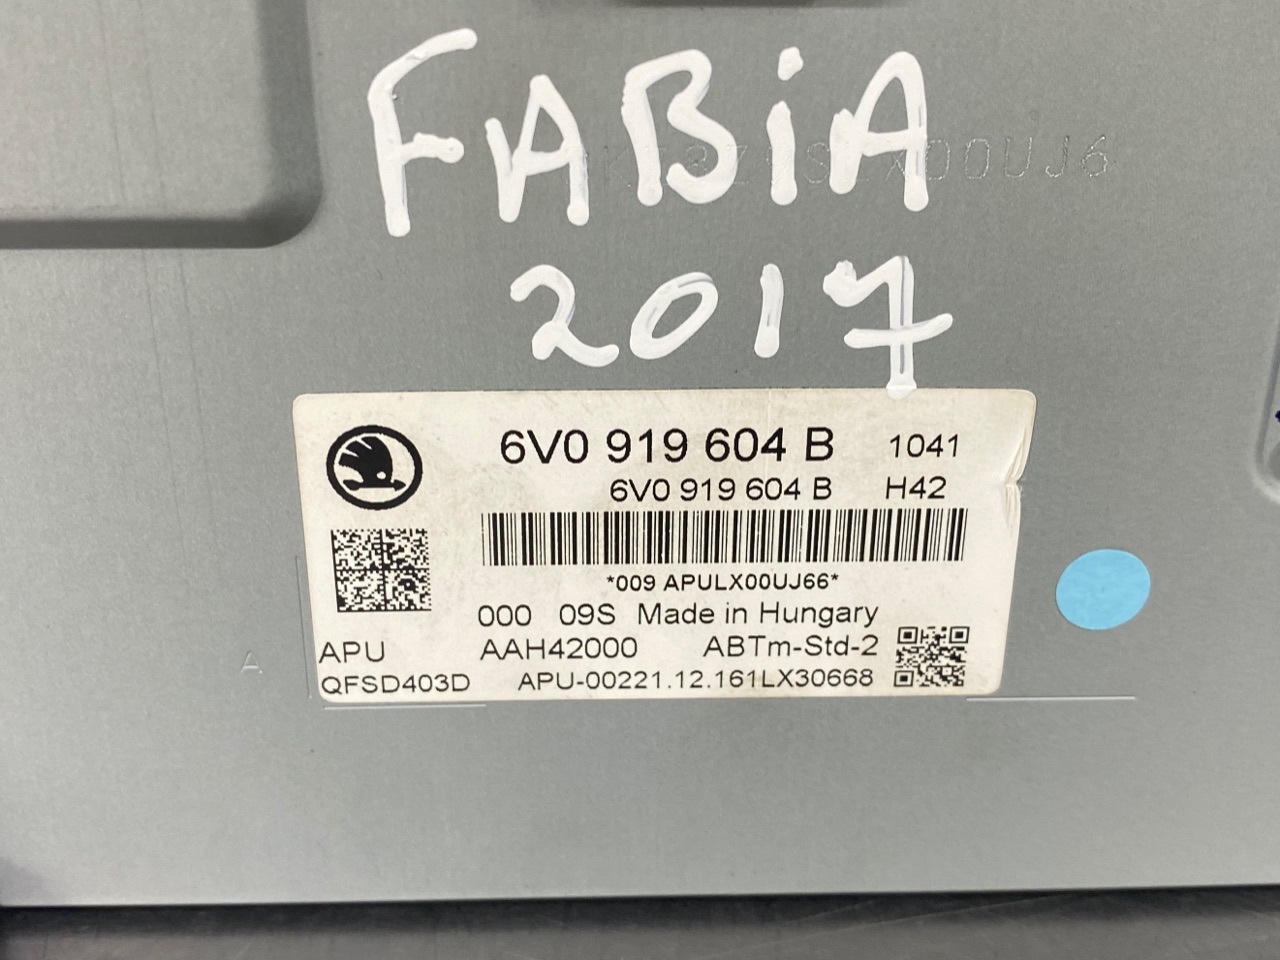 FABiA
2017
6V0 919 604 B 1041
6V0 919 604 B H42
*009 APULX00UJ66*
000 09S Made in Hungary
APU AAH42000 ABTm-Std-2
QFSD403D APU-00221.12.161LX30668
A